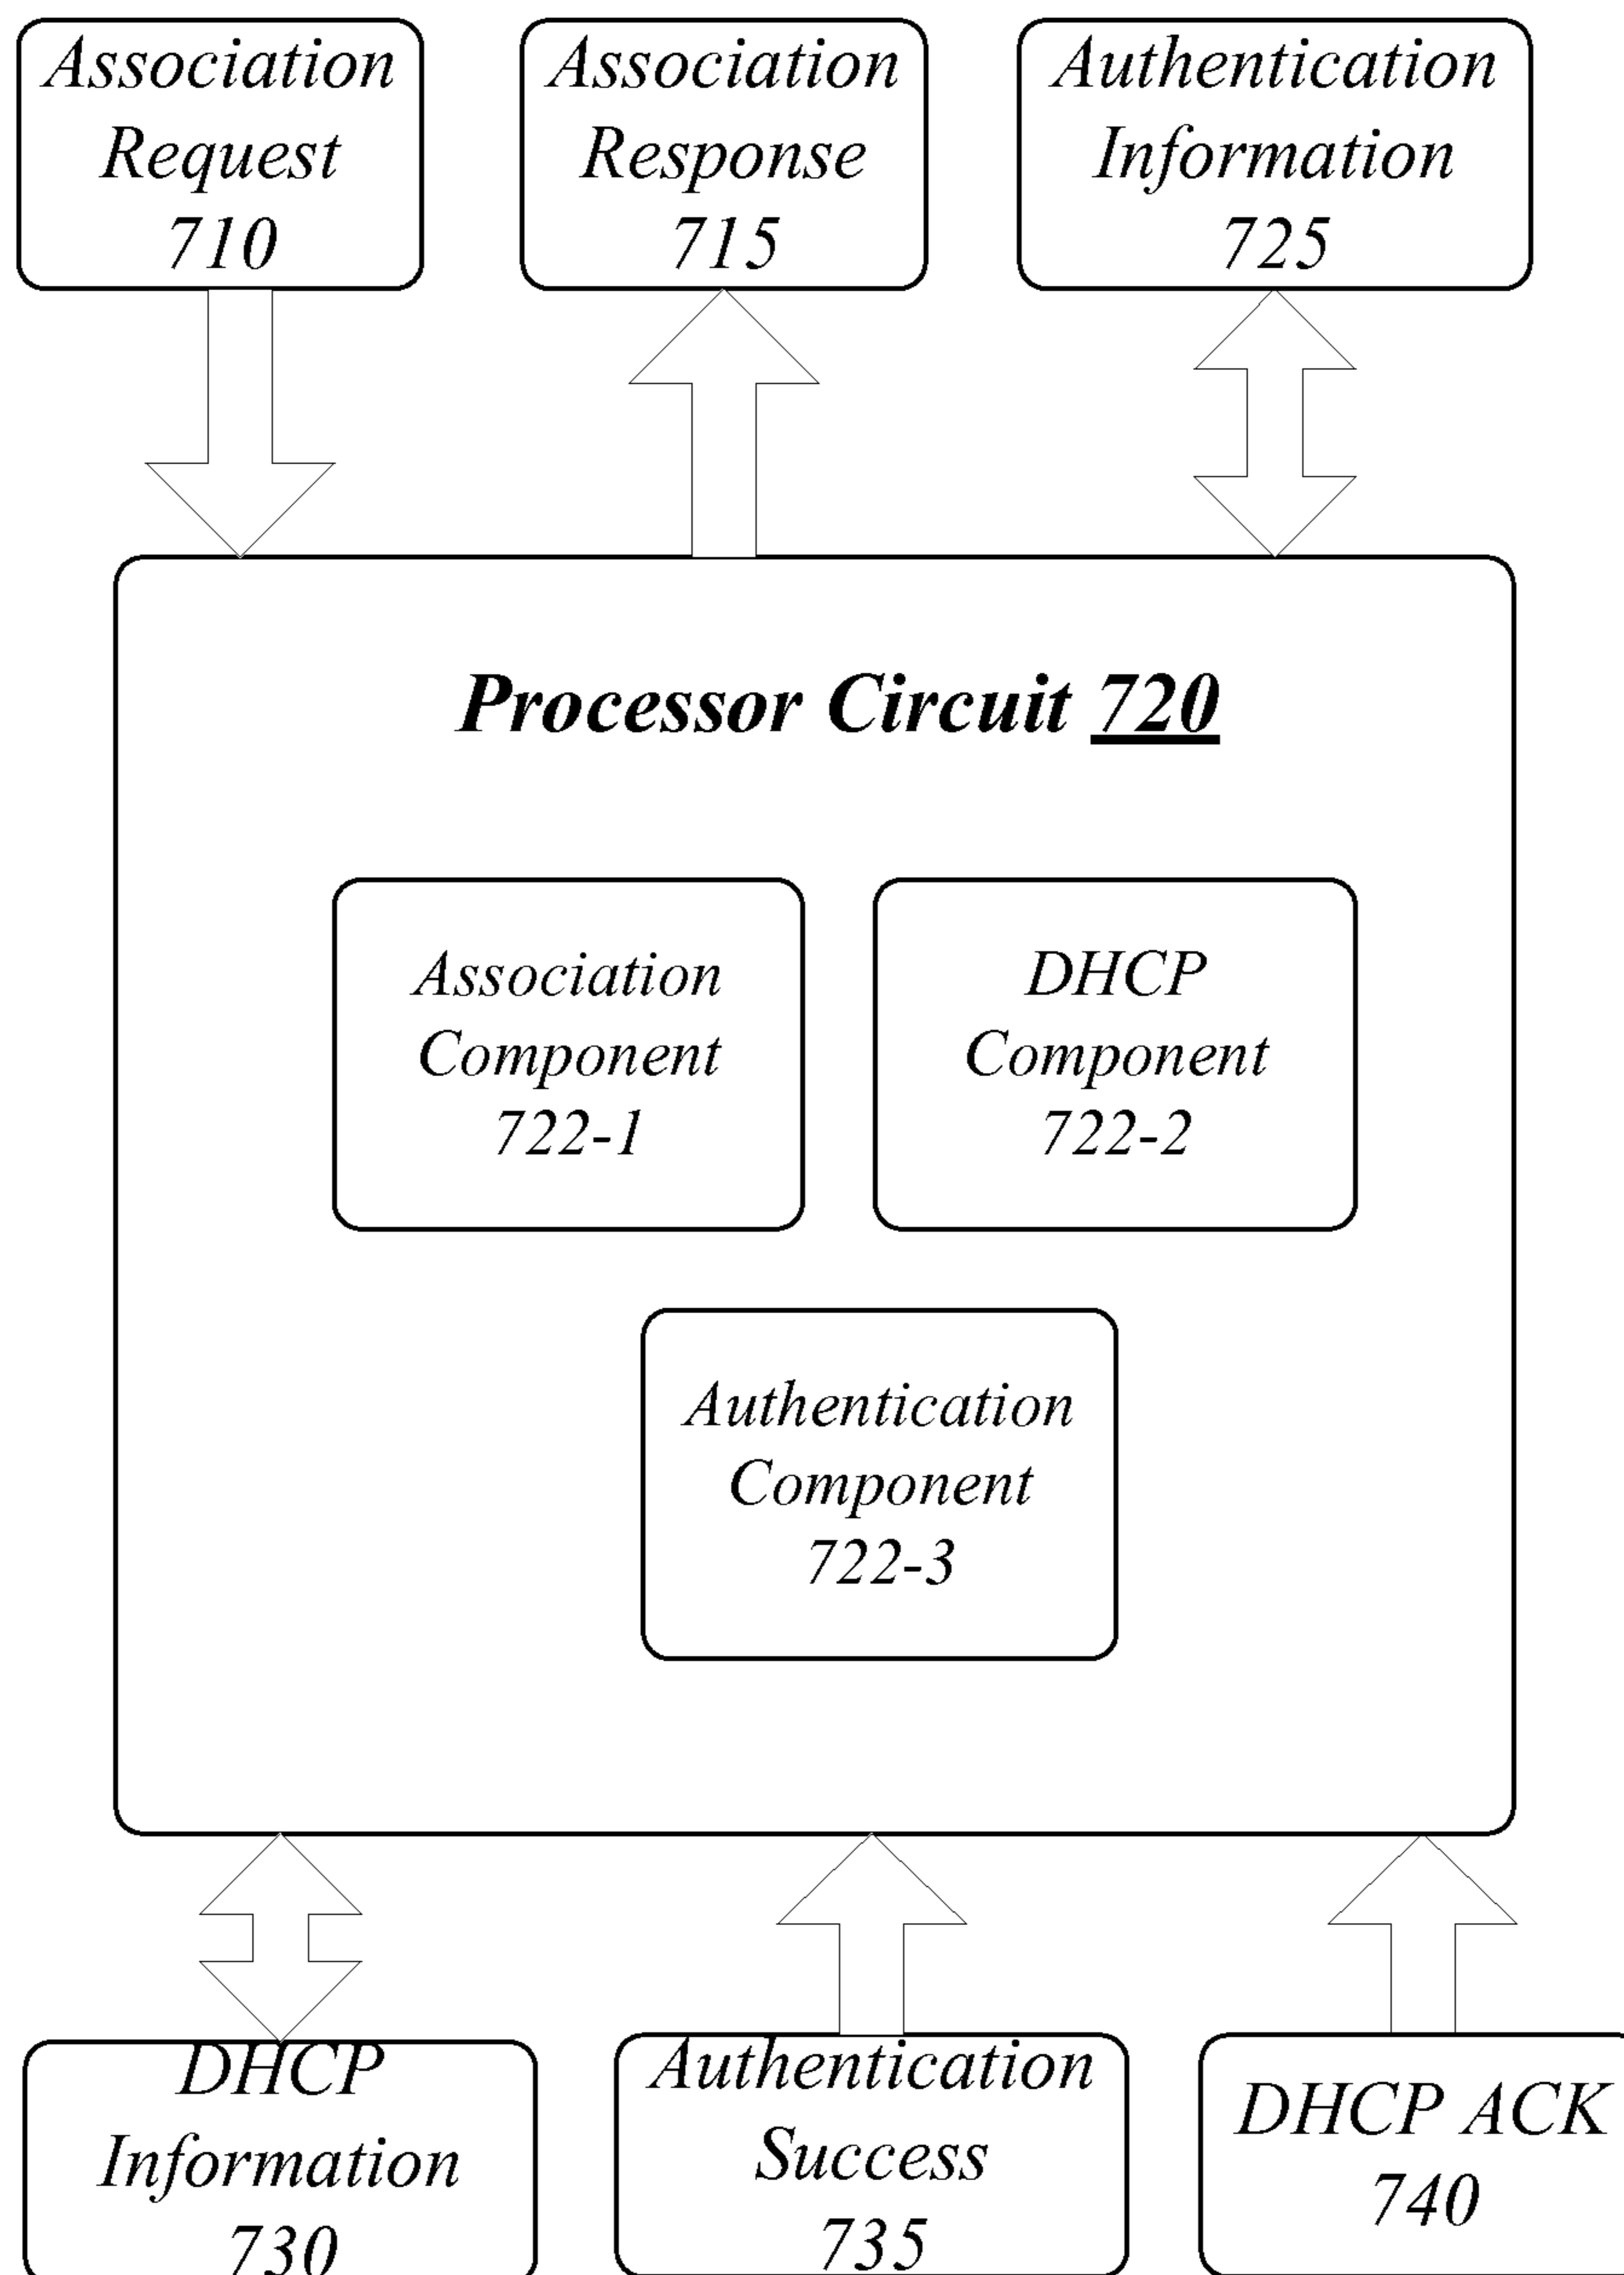 Association
Request
710
Association
Response
715
Authentication
Information
725
Processor Circuit 720
Association
Component
722-1
DHCP
Component
722-2
Authentication
Component
722-3
DHCP
Information
730
Authentication
Success
735
DHCP ACK
740